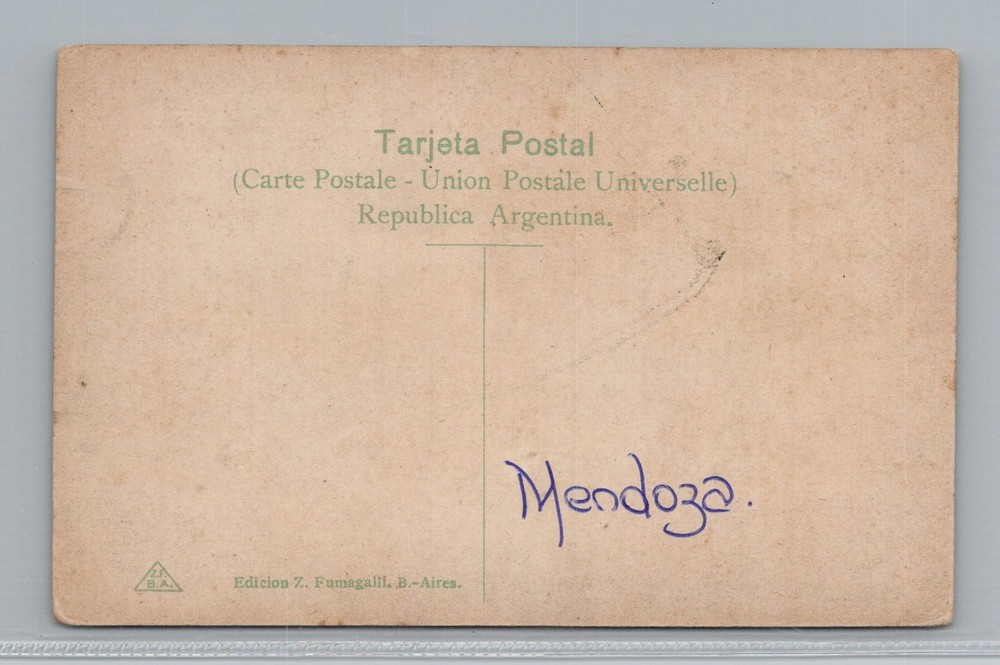 Tarjeta Postal
(Carte Postale - Union Postale Universelle)
Republica Argentina.
Mendoza.
Z.F.
B.A.
Edicion Z. Fumagalli. B.-Aires.